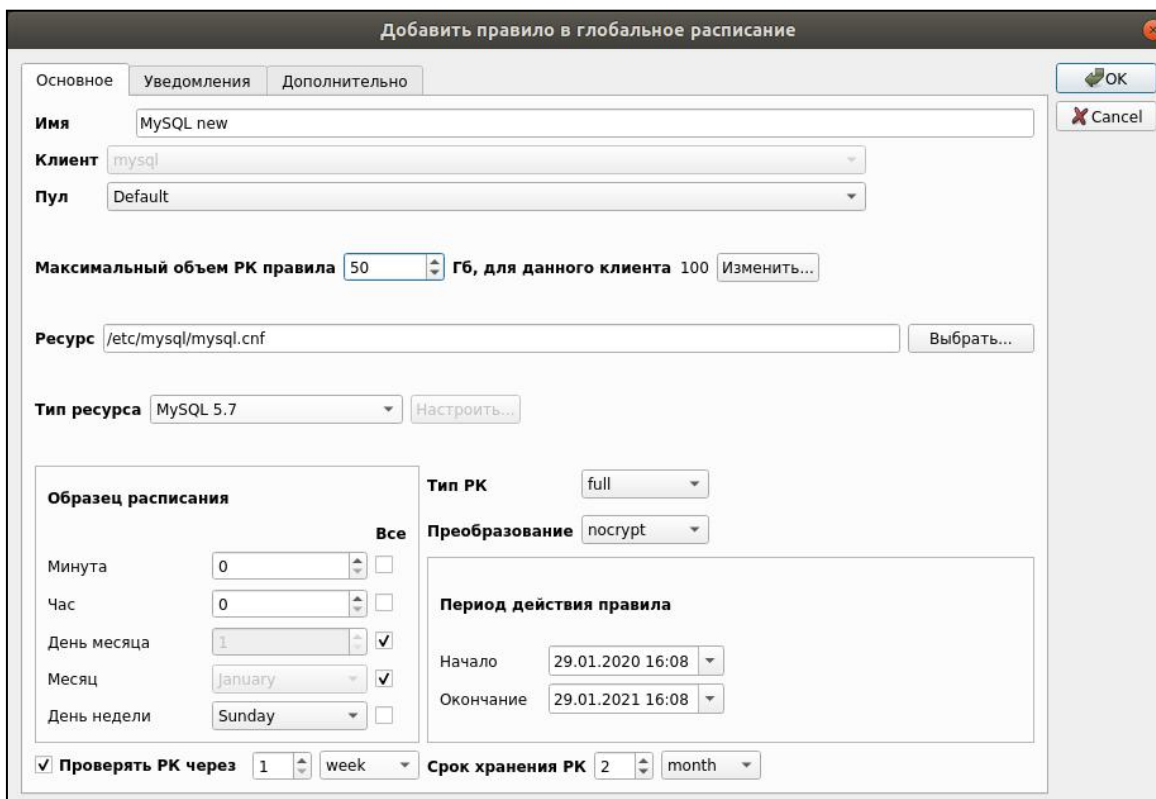 Добавить правило в глобальное расписание
Основное Уведомления Дополнительно
OK
Cancel
Имя MySQL new
Клиент mysql
Пул Default
Максимальный объем РК правила 50 Гб, для данного клиента 100 Изменить...
Ресурс /etc/mysql/mysql.cnf Выбрать...
Тип ресурса MySQL 5.7 Настроить...
Образец расписания
Все
Минута 0
Час 0
День месяца 1
Месяц January
День недели Sunday
Тип РК full
Преобразование nocrypt
Период действия правила
Начало 29.01.2020 16:08
Окончание 29.01.2021 16:08
Проверять РК через 1 week
Срок хранения РК 2 month